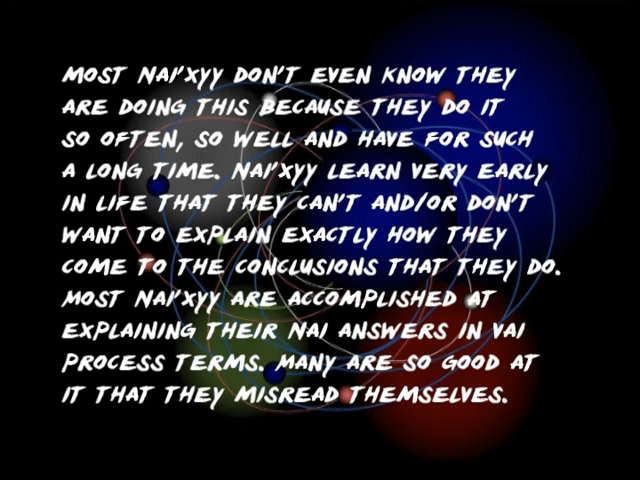 MOST NAI'XYY DON'T EVEN KNOW THEY
ARE DOING THIS BECAUSE THEY DO IT
SO OFTEN, SO WELL AND HAVE FOR SUCH
A LONG TIME. NAI'XYY LEARN VERY EARLY
IN LIFE THAT THEY CAN'T AND/OR DON'T
WANT TO EXPLAIN EXACTLY HOW THEY
COME TO THE CONCLUSIONS THAT THEY DO.
MOST NAI'XYY ARE ACCOMPLISHED AT
EXPLAINING THEIR NAI ANSWERS IN VAI
PROCESS TERMS. MANY ARE SO GOOD AT
IT THAT THEY MISREAD THEMSELVES.